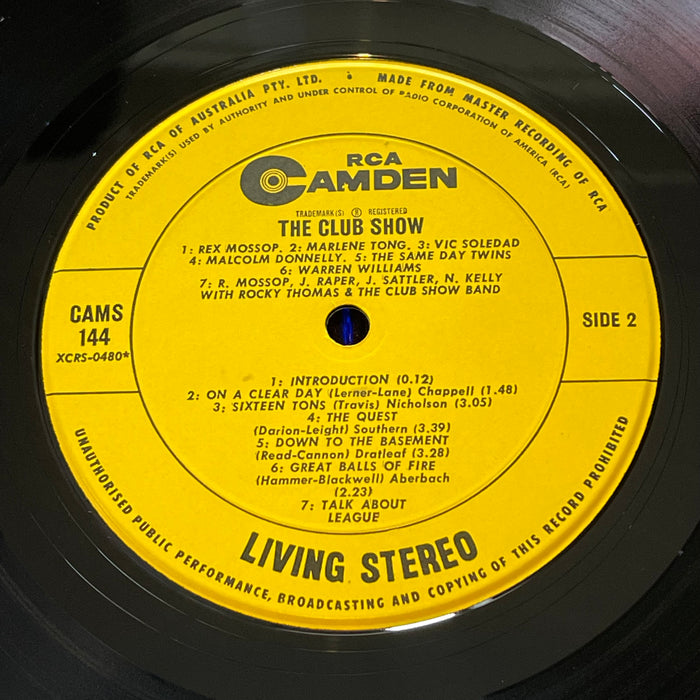 PRODUCT OF RCA OF AUSTRALIA PTY. LTD. • MADE FROM MASTER RECORDING OF RCA
TRADEMARK(S) USED BY AUTHORITY AND UNDER CONTROL OF RADIO CORPORATION OF AMERICA (RCA)
RCA
CAMDEN
TRADEMARK(S) ® REGISTERED
THE CLUB SHOW
1: REX MOSSOP. 2: MARLENE TONG. 3: VIC SOLEDAD
4: MALCOLM DONNELLY. 5: THE SAME DAY TWINS
6: WARREN WILLIAMS
7: R. MOSSOP, J. RAPER, J. SATTLER, N. KELLY
WITH ROCKY THOMAS & THE CLUB SHOW BAND
CAMS
144
XCRS-0480*
SIDE 2
1: INTRODUCTION (0.12)
2: ON A CLEAR DAY (Lerner-Lane) Chappell (1.48)
3: SIXTEEN TONS (Travis) Nicholson (3.05)
4: THE QUEST
(Darion-Leight) Southern (3.39)
5: DOWN TO THE BASEMENT
(Read-Cannon) Dratleaf (3.28)
6: GREAT BALLS OF FIRE
(Hammer-Blackwell) Aberbach
(2.23)
7: TALK ABOUT
LEAGUE
LIVING STEREO
UNAUTHORISED PUBLIC PERFORMANCE, BROADCASTING AND COPYING OF THIS RECORD PROHIBITED